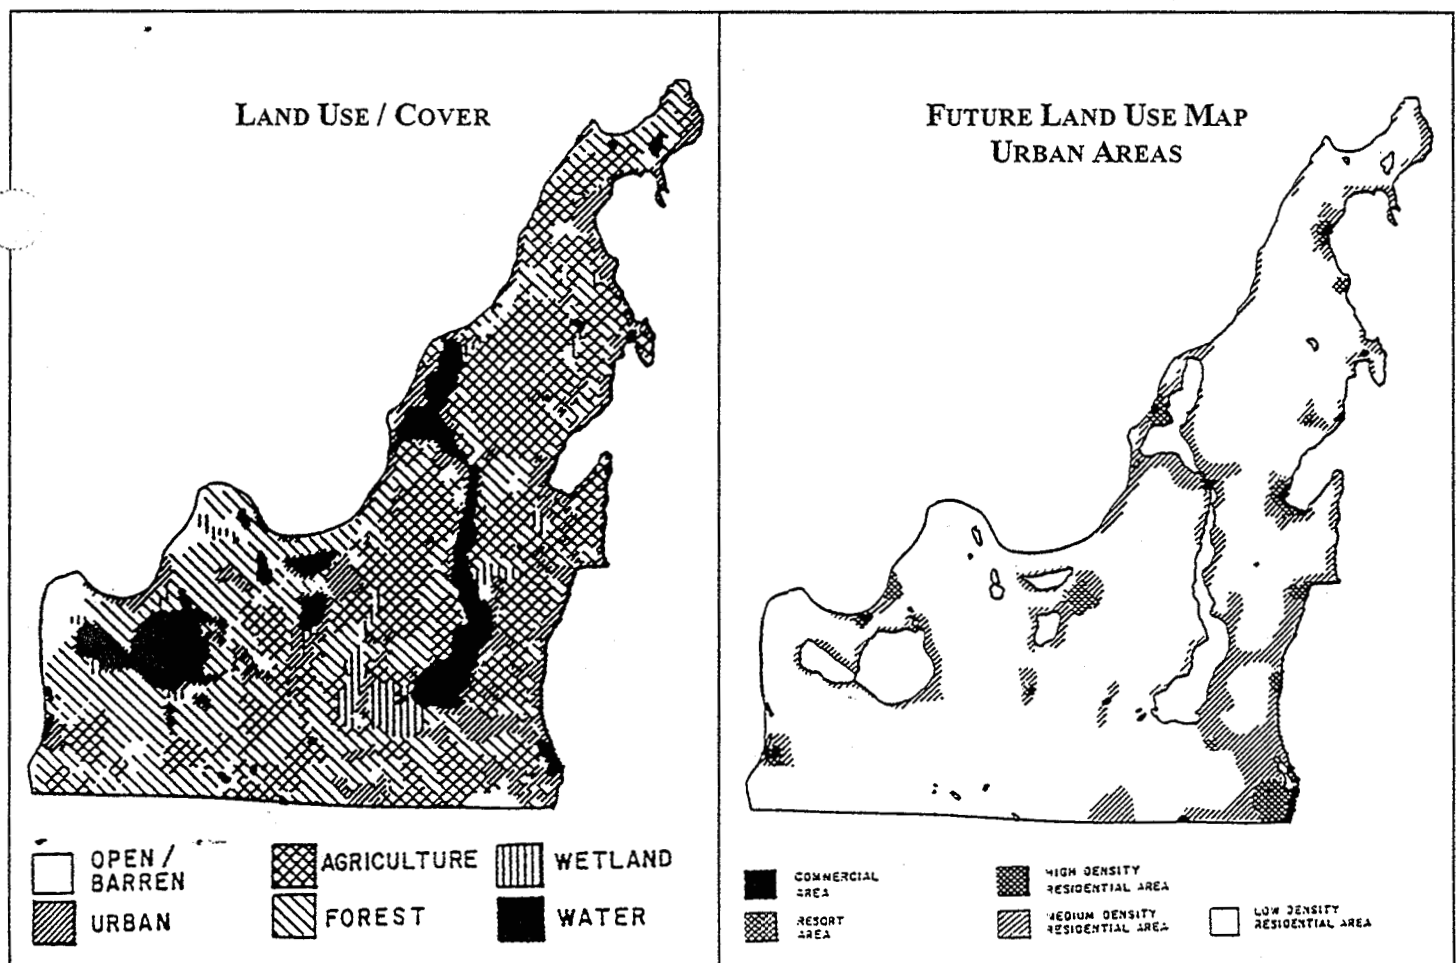 LAND USE / COVER
OPEN /
BARREN
URBAN
AGRICULTURE
FOREST
WETLAND
WATER
FUTURE LAND USE MAP
URBAN AREAS
COMMERCIAL
AREA
RESORT
AREA
HIGH DENSITY
RESIDENTIAL AREA
MEDIUM DENSITY
RESIDENTIAL AREA
LOW DENSITY
RESIDENTIAL AREA